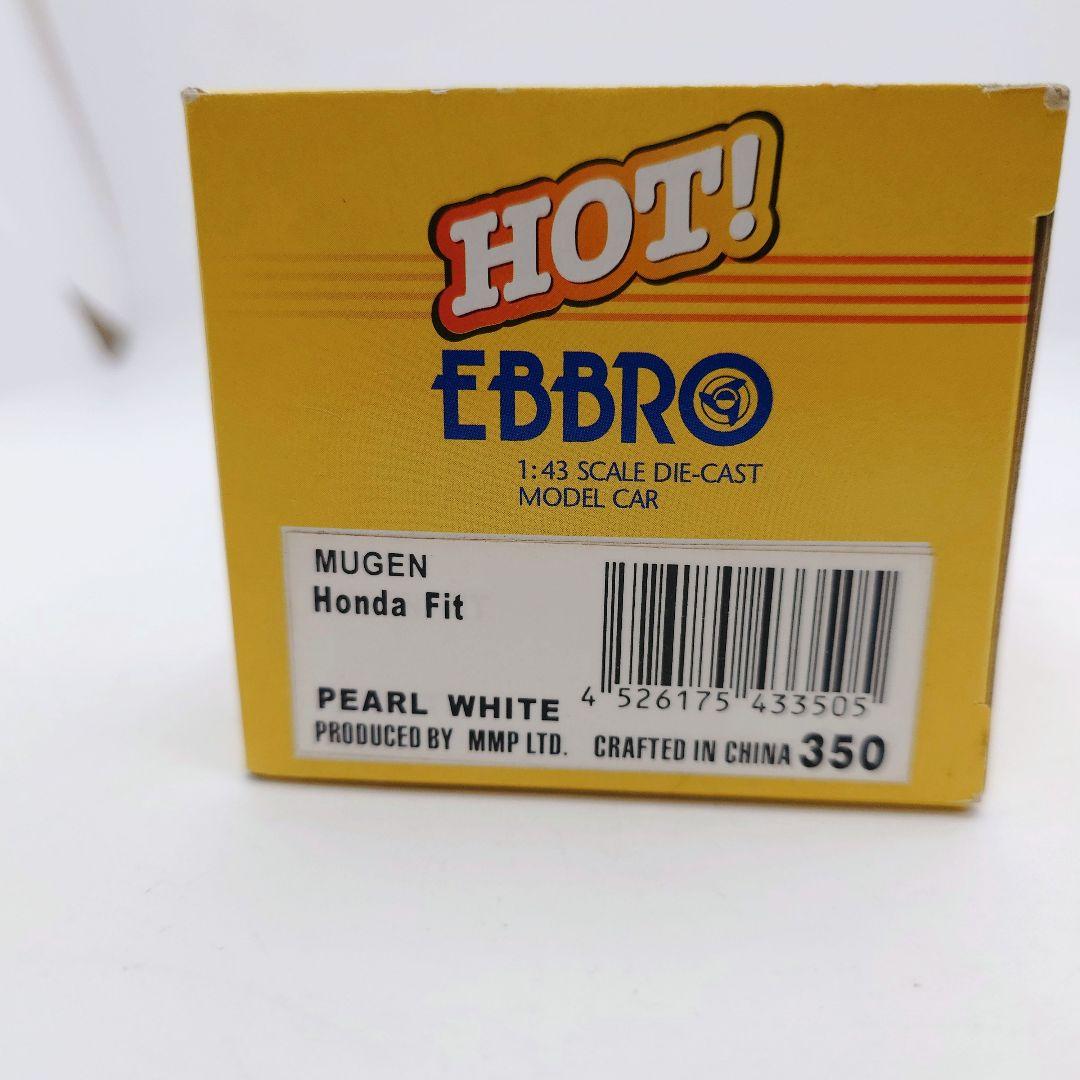 HOT!
EBBRO
1:43 SCALE DIE-CAST
MODEL CAR
MUGEN
Honda Fit
4 526175 433505
PEARL WHITE
PRODUCED BY MMP LTD. CRAFTED IN CHINA 350